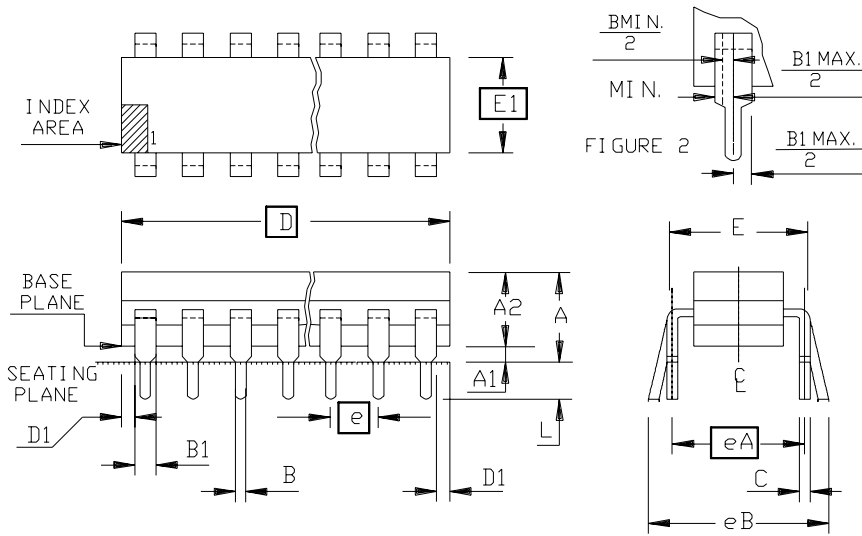 INDEX
AREA
1
E1
D
BASE
PLANE
SEATING
PLANE
A2
A
A1
L
e
D1
B1
B
D1
BMIN.
2
MIN.
B1MAX.
2
FIGURE 2
B1MAX.
2
E
CL
eA
C
eB